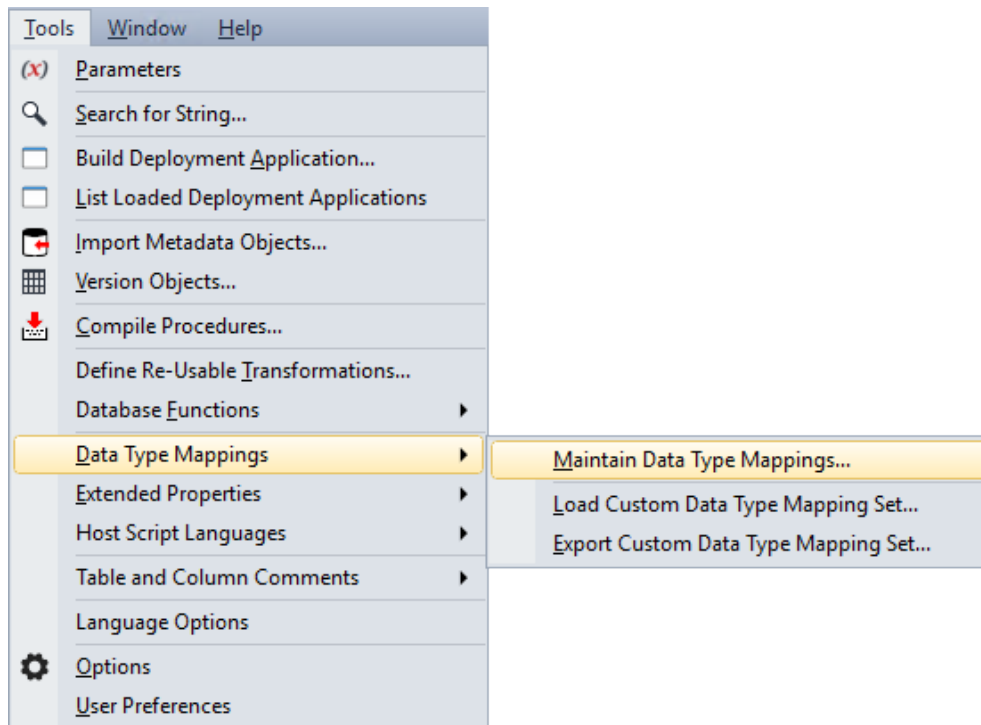 Tools Window Help
(x) Parameters
Search for String...
Build Deployment Application...
List Loaded Deployment Applications
Import Metadata Objects...
Version Objects...
Compile Procedures...
Define Re-Usable Transformations...
Database Functions
Data Type Mappings
Maintain Data Type Mappings...
Extended Properties
Load Custom Data Type Mapping Set...
Host Script Languages
Export Custom Data Type Mapping Set...
Table and Column Comments
Language Options
Options
User Preferences